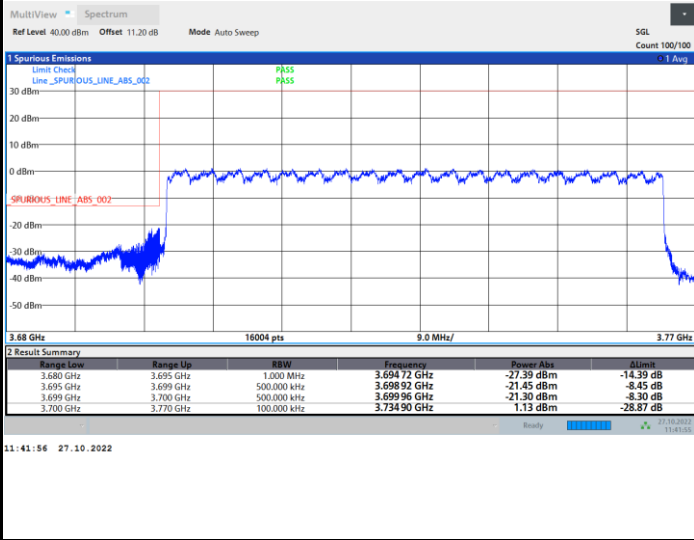 MultiView Spectrum
Ref Level 40.00 dBm Offset 11.20 dB Mode Auto Sweep SGL
Count 100/100
1 Spurious Emissions 1 Avg
Limit Check PASS
Line _SPURIOUS_LINE_ABS_002 PASS
30 dBm
20 dBm
10 dBm
0 dBm
_SPURIOUS_LINE_ABS_002
-20 dBm
-30 dBm
-40 dBm
-50 dBm
3.68 GHz 16004 pts 9.0 MHz/ 3.77 GHz
2 Result Summary
Range Low Range Up RBW Frequency Power Abs ΔLimit
3.680 GHz 3.695 GHz 1.000 MHz 3.694 72 GHz -27.39 dBm -14.39 dB
3.695 GHz 3.699 GHz 500.000 kHz 3.698 92 GHz -21.45 dBm -8.45 dB
3.699 GHz 3.700 GHz 500.000 kHz 3.699 96 GHz -21.30 dBm -8.30 dB
3.700 GHz 3.770 GHz 100.000 kHz 3.734 90 GHz 1.13 dBm -28.87 dB
Ready 27.10.2022
11:41:55
11:41:56 27.10.2022